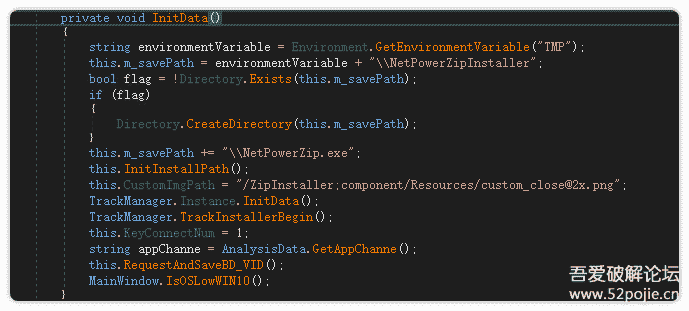 private void InitData()
{
string environmentVariable = Environment.GetEnvironmentVariable("TMP");
this.m_savePath = environmentVariable + "\\NetPowerZipInstaller";
bool flag = !Directory.Exists(this.m_savePath);
if (flag)
{
Directory.CreateDirectory(this.m_savePath);
}
this.m_savePath += "\\NetPowerZip.exe";
this.InitInstallPath();
this.CustomImgPath = "/ZipInstaller;component/Resources/custom_close@2x.png";
TrackManager.Instance.InitData();
TrackManager.TrackInstallerBegin();
this.KeyConnectNum = 1;
string appChanne = AnalysisData.GetAppChanne();
this.RequestAndSaveBD_VID();
MainWindow.IsOSLowWIN10();
}
吾爱破解论坛
www.52pojie.cn